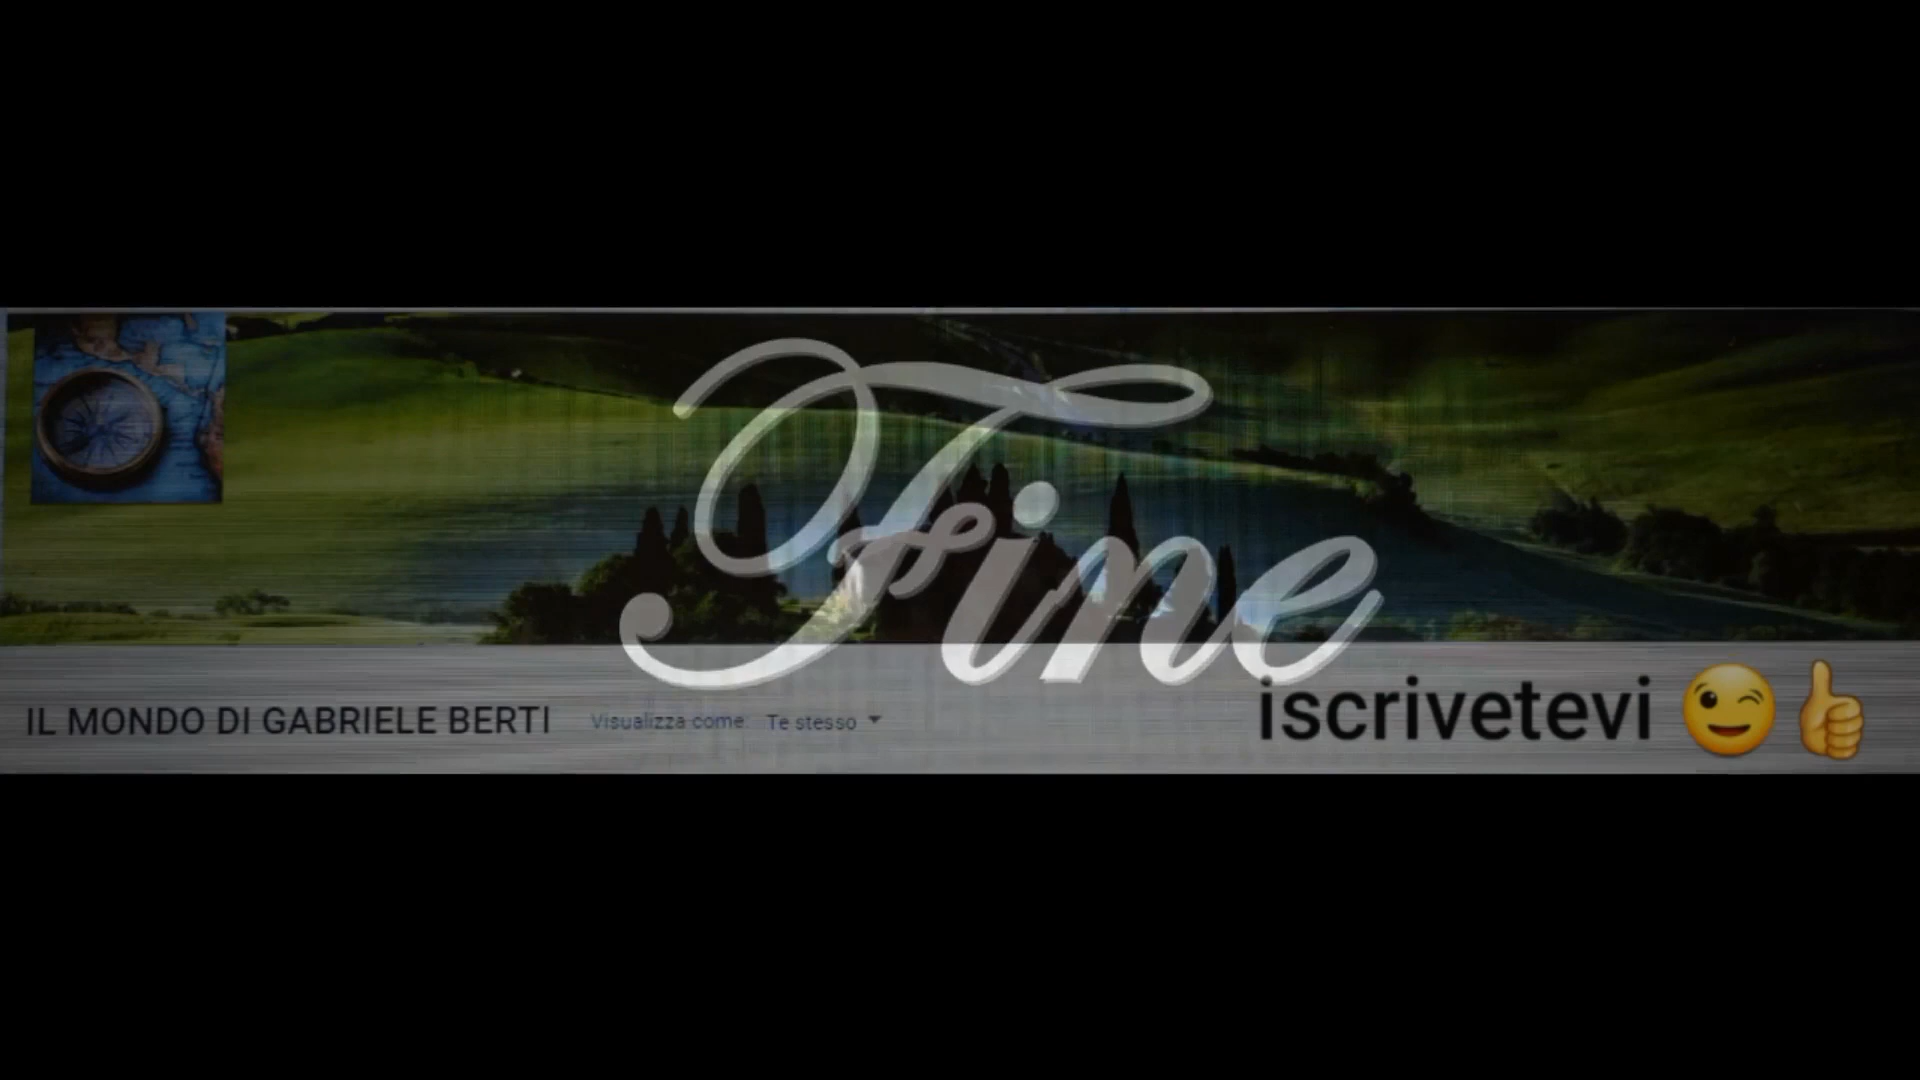 Fine
IL MONDO DI GABRIELE BERTI Visualizza come: Te stesso
iscrivetevi 😉👍